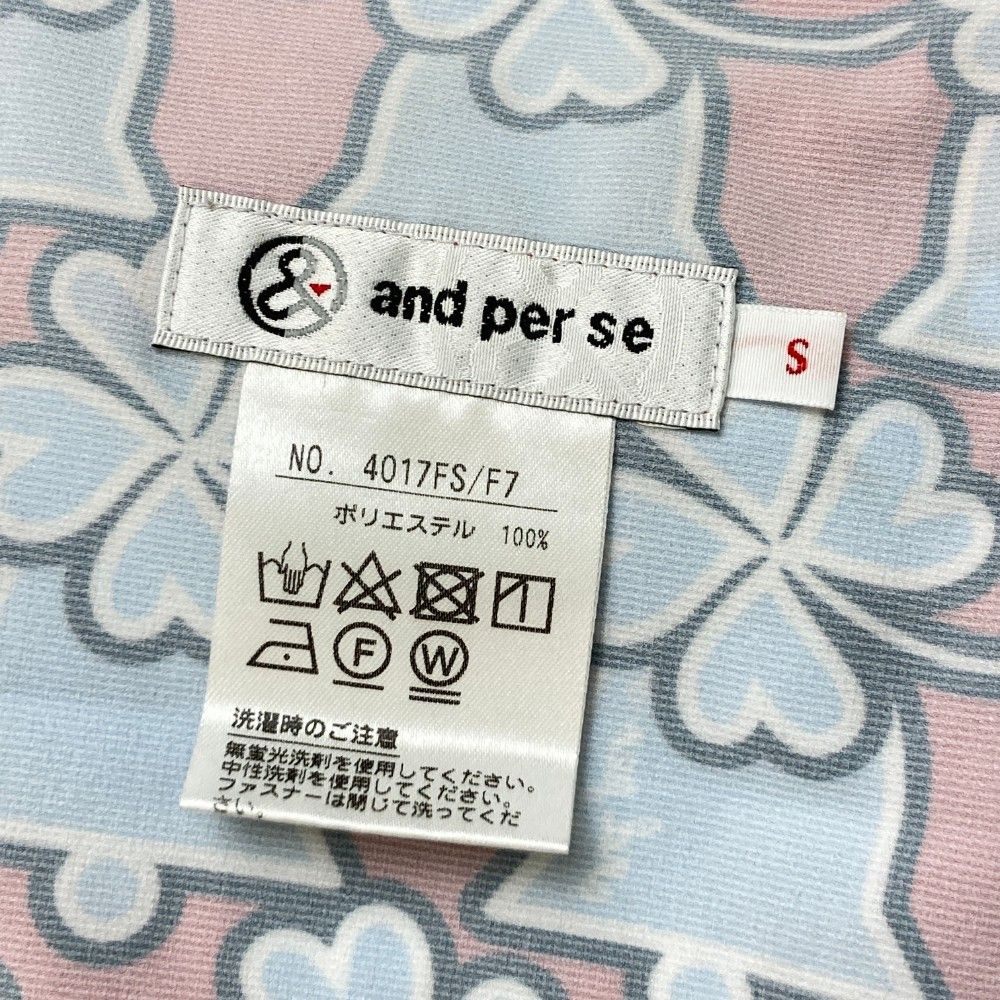 and per se
S
NO. 4017FS/F7
ポリエステル 100%
F
W
洗濯時のご注意
無蛍光洗剤を使用してください。
中性洗剤を使用してください。
ファスナーは閉じて洗ってくだ
さい。